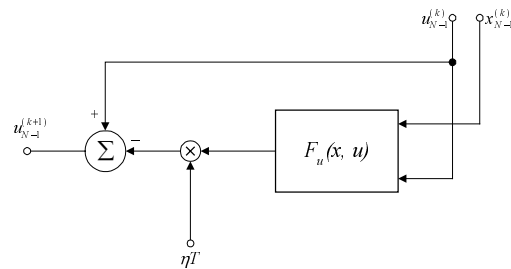 u_{N-1}^{(k)} x_{N-1}^{(k)}
+
u_{N-1}^{(k+1)} Σ − × F_u(x, u)
ηT